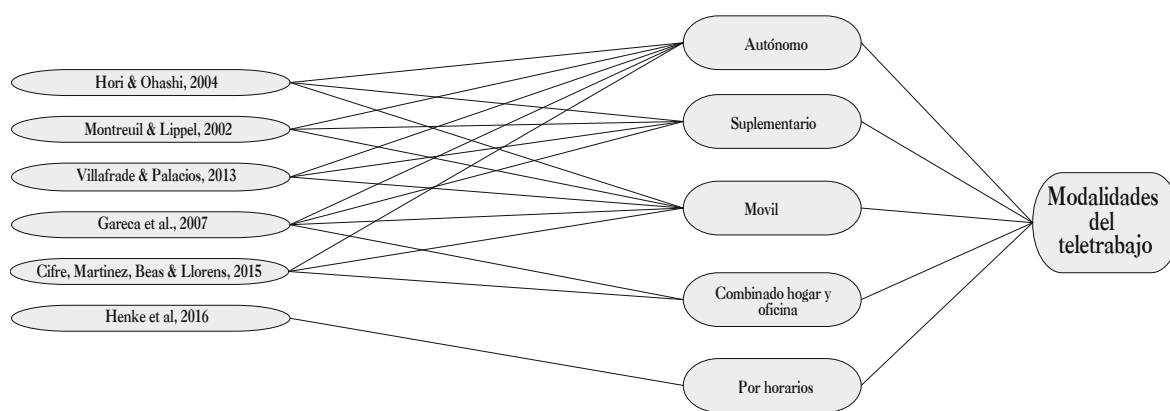 Hori & Ohashi, 2004
Montreuil & Lippel, 2002
Villafrade & Palacios, 2013
Gareca et al., 2007
Cifre, Martinez, Beas & Llorens, 2015
Henke et al, 2016
Autónomo
Suplementario
Movil
Combinado hogar y
oficina
Por horarios
Modalidades
del
teletrabajo